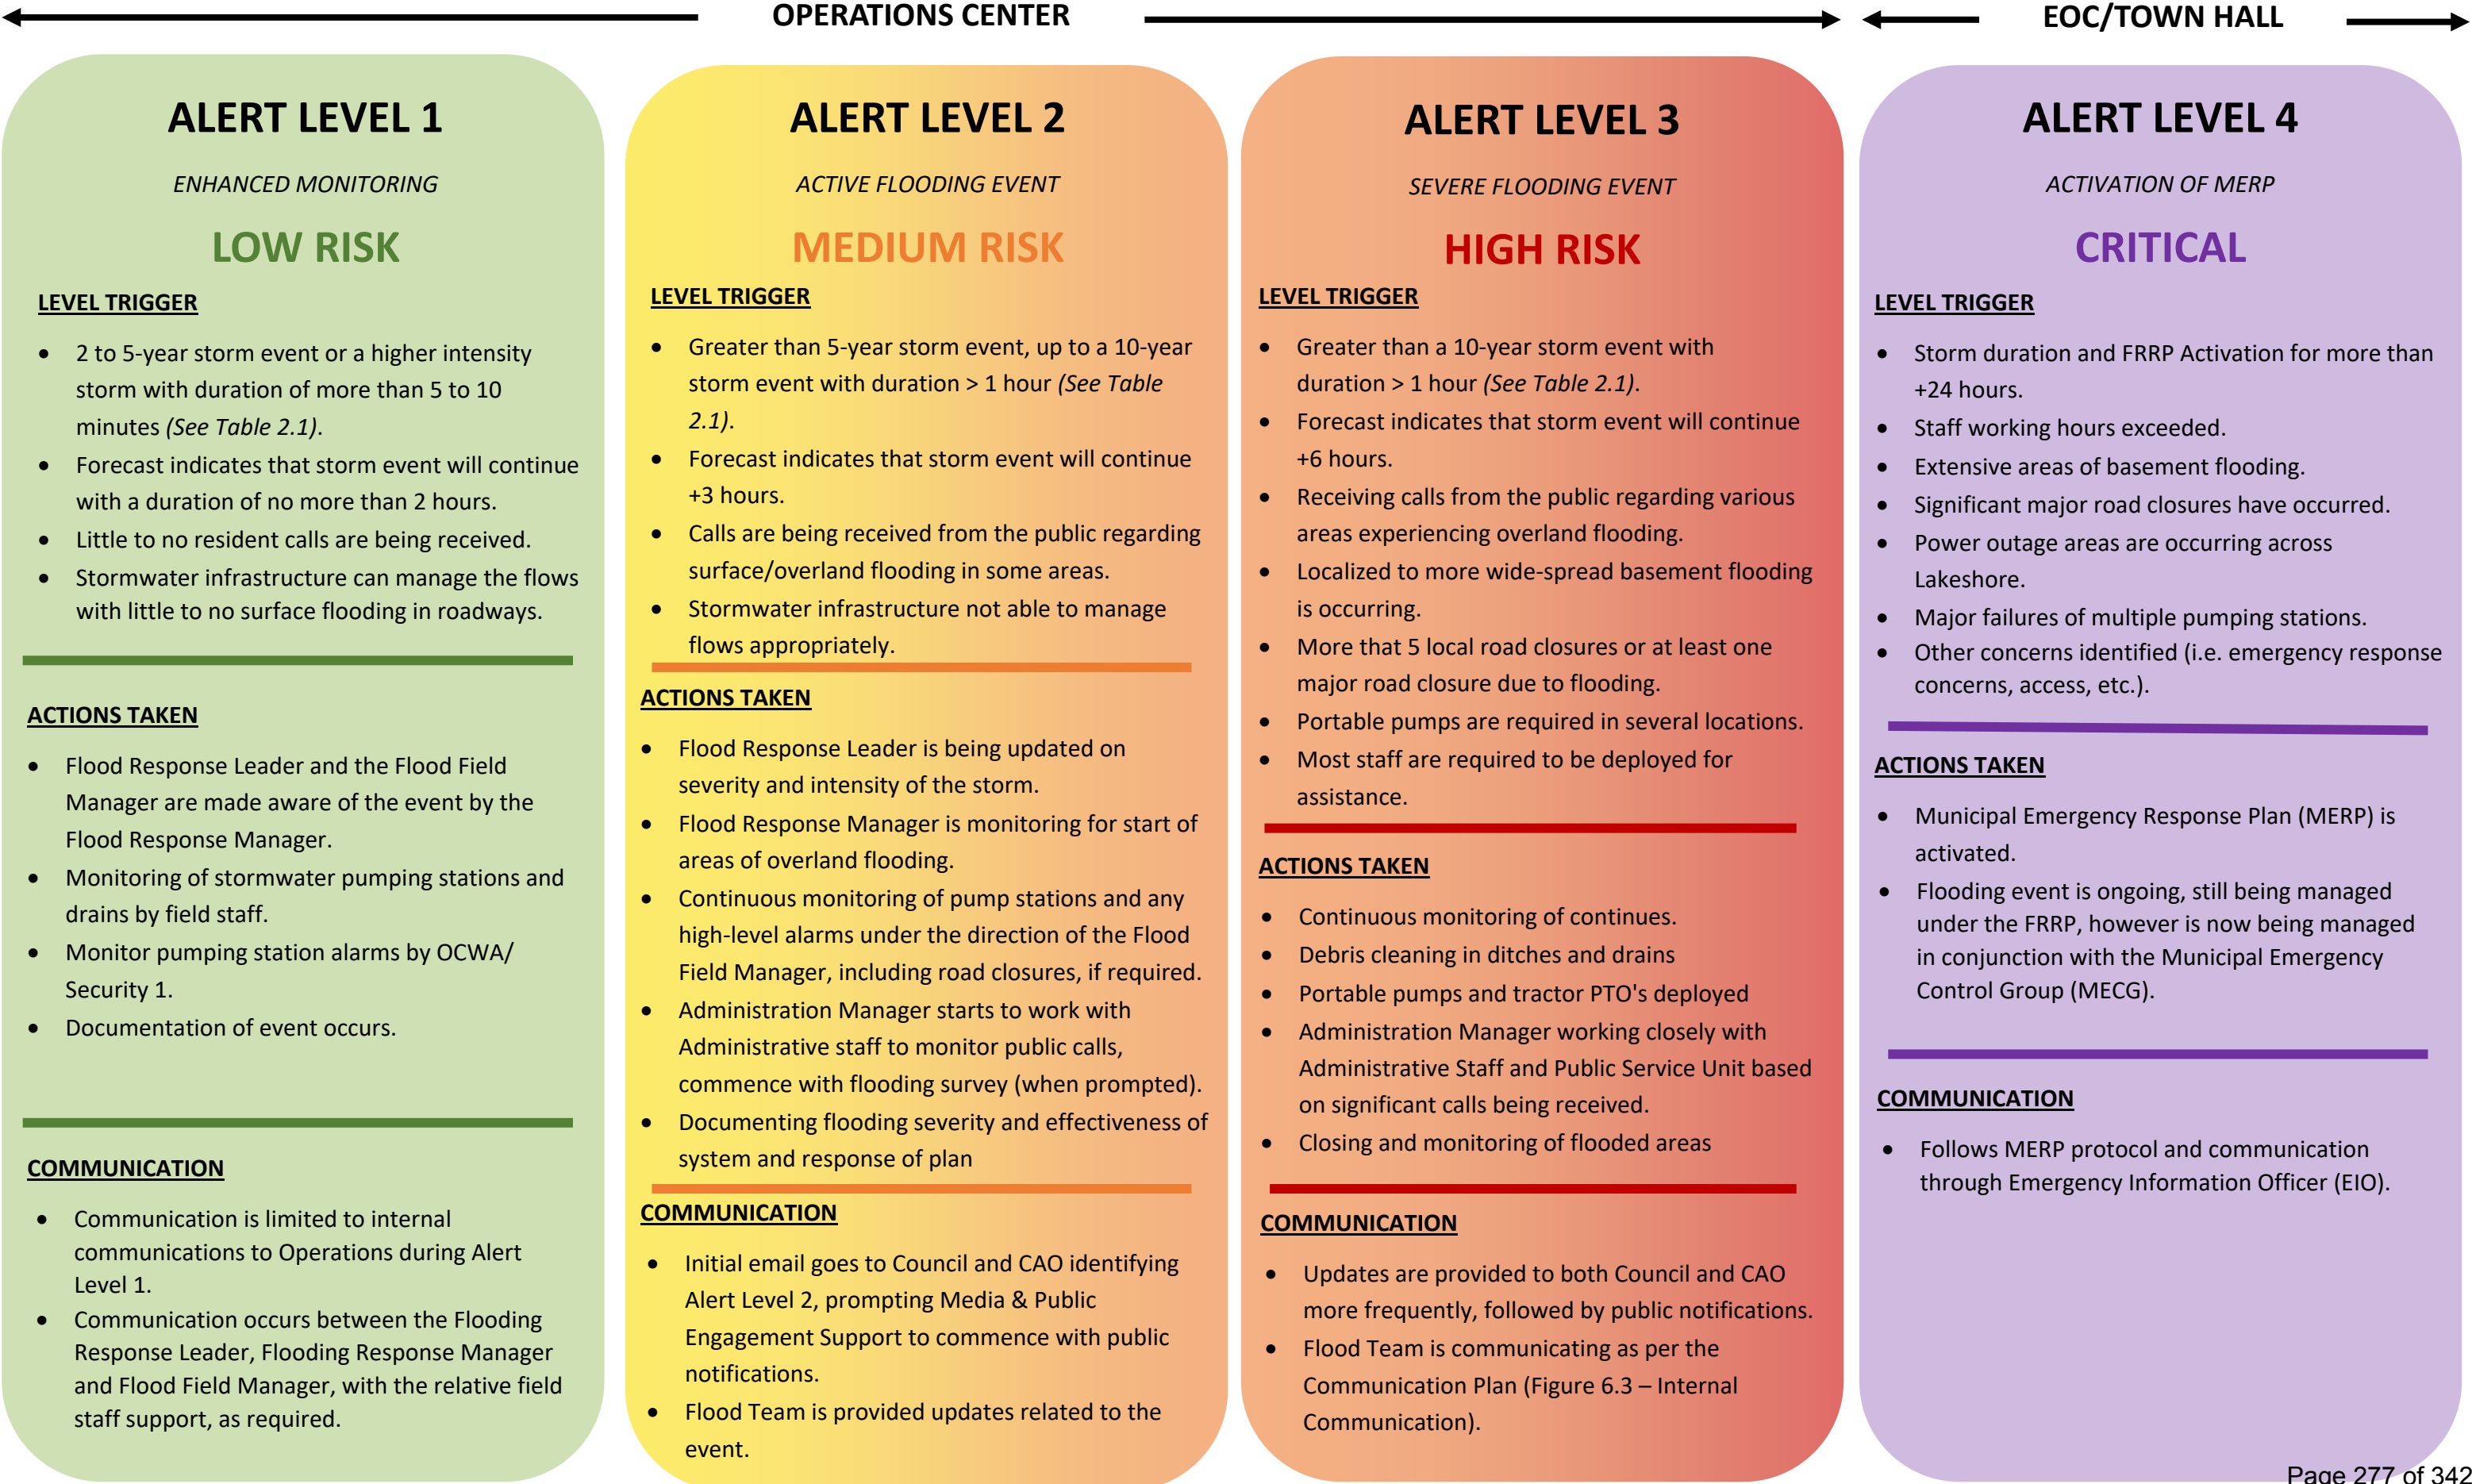 OPERATIONS CENTER
EOC/TOWN HALL
ALERT LEVEL 1
ENHANCED MONITORING
LOW RISK
LEVEL TRIGGER
• 2 to 5-year storm event or a higher intensity
storm with duration of more than 5 to 10
minutes (See Table 2.1).
• Forecast indicates that storm event will continue
with a duration of no more than 2 hours.
• Little to no resident calls are being received.
• Stormwater infrastructure can manage the flows
with little to no surface flooding in roadways.
ACTIONS TAKEN
• Flood Response Leader and the Flood Field
Manager are made aware of the event by the
Flood Response Manager.
• Monitoring of stormwater pumping stations and
drains by field staff.
• Monitor pumping station alarms by OCWA/
Security 1.
• Documentation of event occurs.
COMMUNICATION
• Communication is limited to internal
communications to Operations during Alert
Level 1.
• Communication occurs between the Flooding
Response Leader, Flooding Response Manager
and Flood Field Manager, with the relative field
staff support, as required.
ALERT LEVEL 2
ACTIVE FLOODING EVENT
MEDIUM RISK
LEVEL TRIGGER
• Greater than 5-year storm event, up to a 10-year
storm event with duration > 1 hour (See Table
2.1).
• Forecast indicates that storm event will continue
+3 hours.
• Calls are being received from the public regarding
surface/overland flooding in some areas.
• Stormwater infrastructure not able to manage
flows appropriately.
ACTIONS TAKEN
• Flood Response Leader is being updated on
severity and intensity of the storm.
• Flood Response Manager is monitoring for start of
areas of overland flooding.
• Continuous monitoring of pump stations and any
high-level alarms under the direction of the Flood
Field Manager, including road closures, if required.
• Administration Manager starts to work with
Administrative staff to monitor public calls,
commence with flooding survey (when prompted).
• Documenting flooding severity and effectiveness of
system and response of plan
COMMUNICATION
• Initial email goes to Council and CAO identifying
Alert Level 2, prompting Media & Public
Engagement Support to commence with public
notifications.
• Flood Team is provided updates related to the
event.
ALERT LEVEL 3
SEVERE FLOODING EVENT
HIGH RISK
LEVEL TRIGGER
• Greater than a 10-year storm event with
duration > 1 hour (See Table 2.1).
• Forecast indicates that storm event will continue
+6 hours.
• Receiving calls from the public regarding various
areas experiencing overland flooding.
• Localized to more wide-spread basement flooding
is occurring.
• More that 5 local road closures or at least one
major road closure due to flooding.
• Portable pumps are required in several locations.
• Most staff are required to be deployed for
assistance.
ACTIONS TAKEN
• Continuous monitoring of continues.
• Debris cleaning in ditches and drains
• Portable pumps and tractor PTO's deployed
• Administration Manager working closely with
Administrative Staff and Public Service Unit based
on significant calls being received.
• Closing and monitoring of flooded areas
COMMUNICATION
• Updates are provided to both Council and CAO
more frequently, followed by public notifications.
• Flood Team is communicating as per the
Communication Plan (Figure 6.3 – Internal
Communication).
ALERT LEVEL 4
ACTIVATION OF MERP
CRITICAL
LEVEL TRIGGER
• Storm duration and FRRP Activation for more than
+24 hours.
• Staff working hours exceeded.
• Extensive areas of basement flooding.
• Significant major road closures have occurred.
• Power outage areas are occurring across
Lakeshore.
• Major failures of multiple pumping stations.
• Other concerns identified (i.e. emergency response
concerns, access, etc.).
ACTIONS TAKEN
• Municipal Emergency Response Plan (MERP) is
activated.
• Flooding event is ongoing, still being managed
under the FRRP, however is now being managed
in conjunction with the Municipal Emergency
Control Group (MECG).
COMMUNICATION
• Follows MERP protocol and communication
through Emergency Information Officer (EIO).
Page 277 of 342